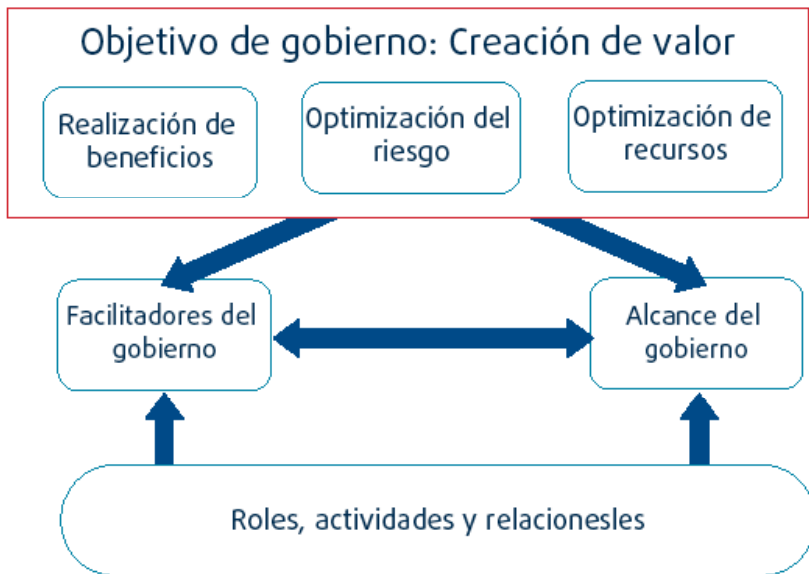 Objetivo de gobierno: Creación de valor
Realización de
beneficios
Optimización del
riesgo
Optimización de
recursos
Facilitadores del
gobierno
Alcance del
gobierno
Roles, actividades y relacionesles